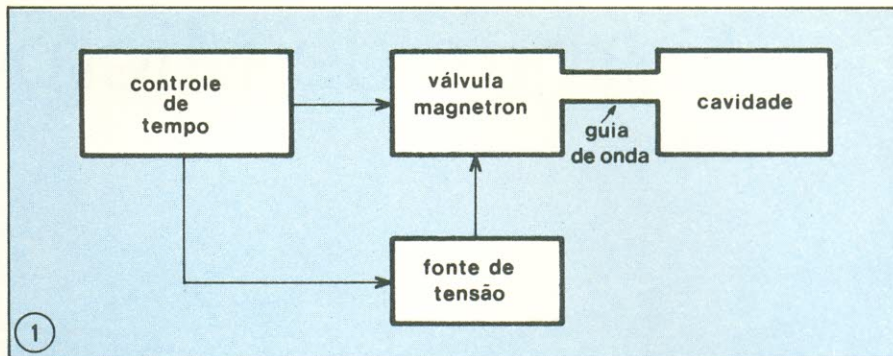 controle
de
tempo
válvula
magnetron
guia
de onda
cavidade
fonte de
tensão
1